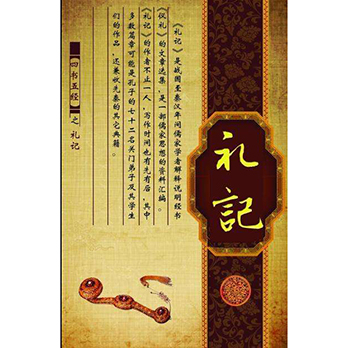 礼記
《礼记》是战国至秦汉年间儒家学者解释说明经书
《仪礼》的文章选集，是一部儒家思想的资料汇编。
《礼记》的作者不止一人，写作时间也有先有后，其中
多数篇章可能是孔子的七十二名关门弟子及其学生
们的作品，还兼收先秦的其它典籍。
【四书五经】之礼记